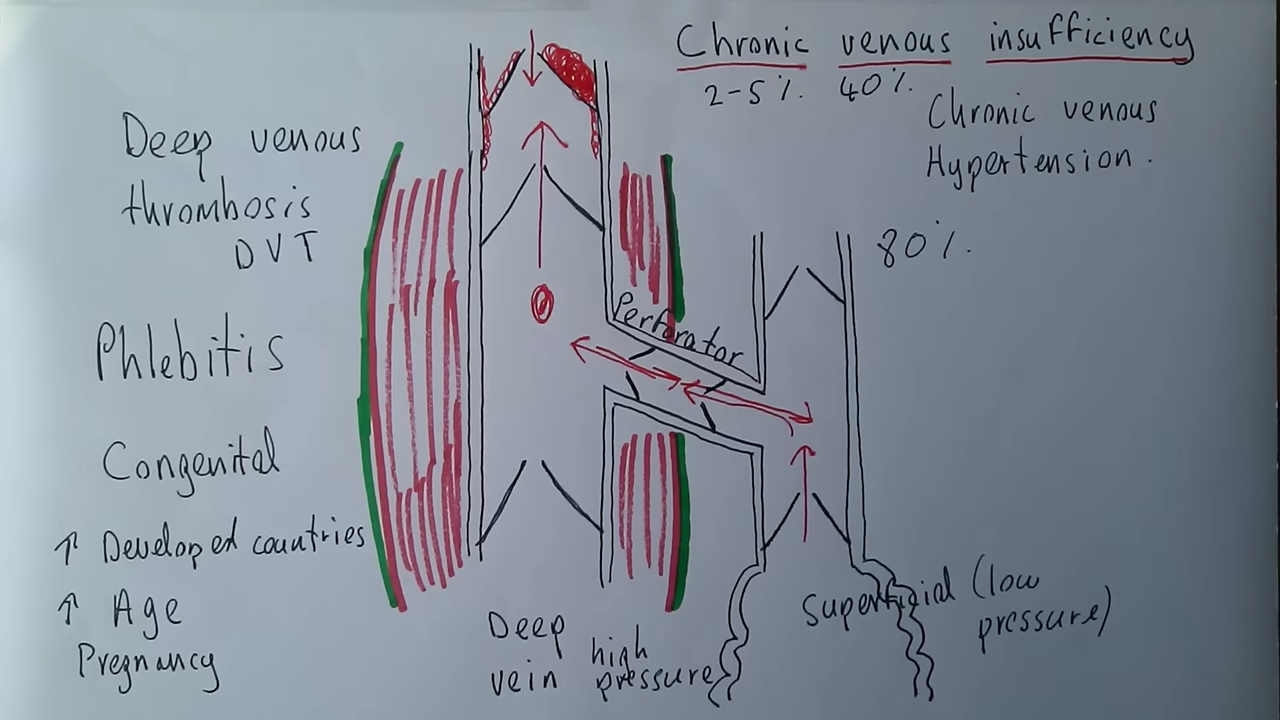 Chronic venous insufficiency
2-5%. 40%.
Chronic venous
Hypertension.
80%.
Deep venous
thrombosis
DVT
Phlebitis
Congenital
↑ Developed countries
↑ Age
Pregnancy
Perforator
Deep
vein
high
pressure
Superficial (low
pressure)